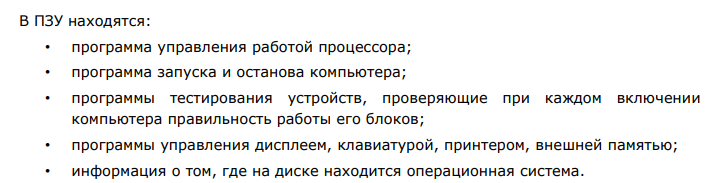 В ПЗУ находятся:
• программа управления работой процессора;
• программа запуска и останова компьютера;
• программы тестирования устройств, проверяющие при каждом включении
компьютера правильность работы его блоков;
• программы управления дисплеем, клавиатурой, принтером, внешней памятью;
• информация о том, где на диске находится операционная система.